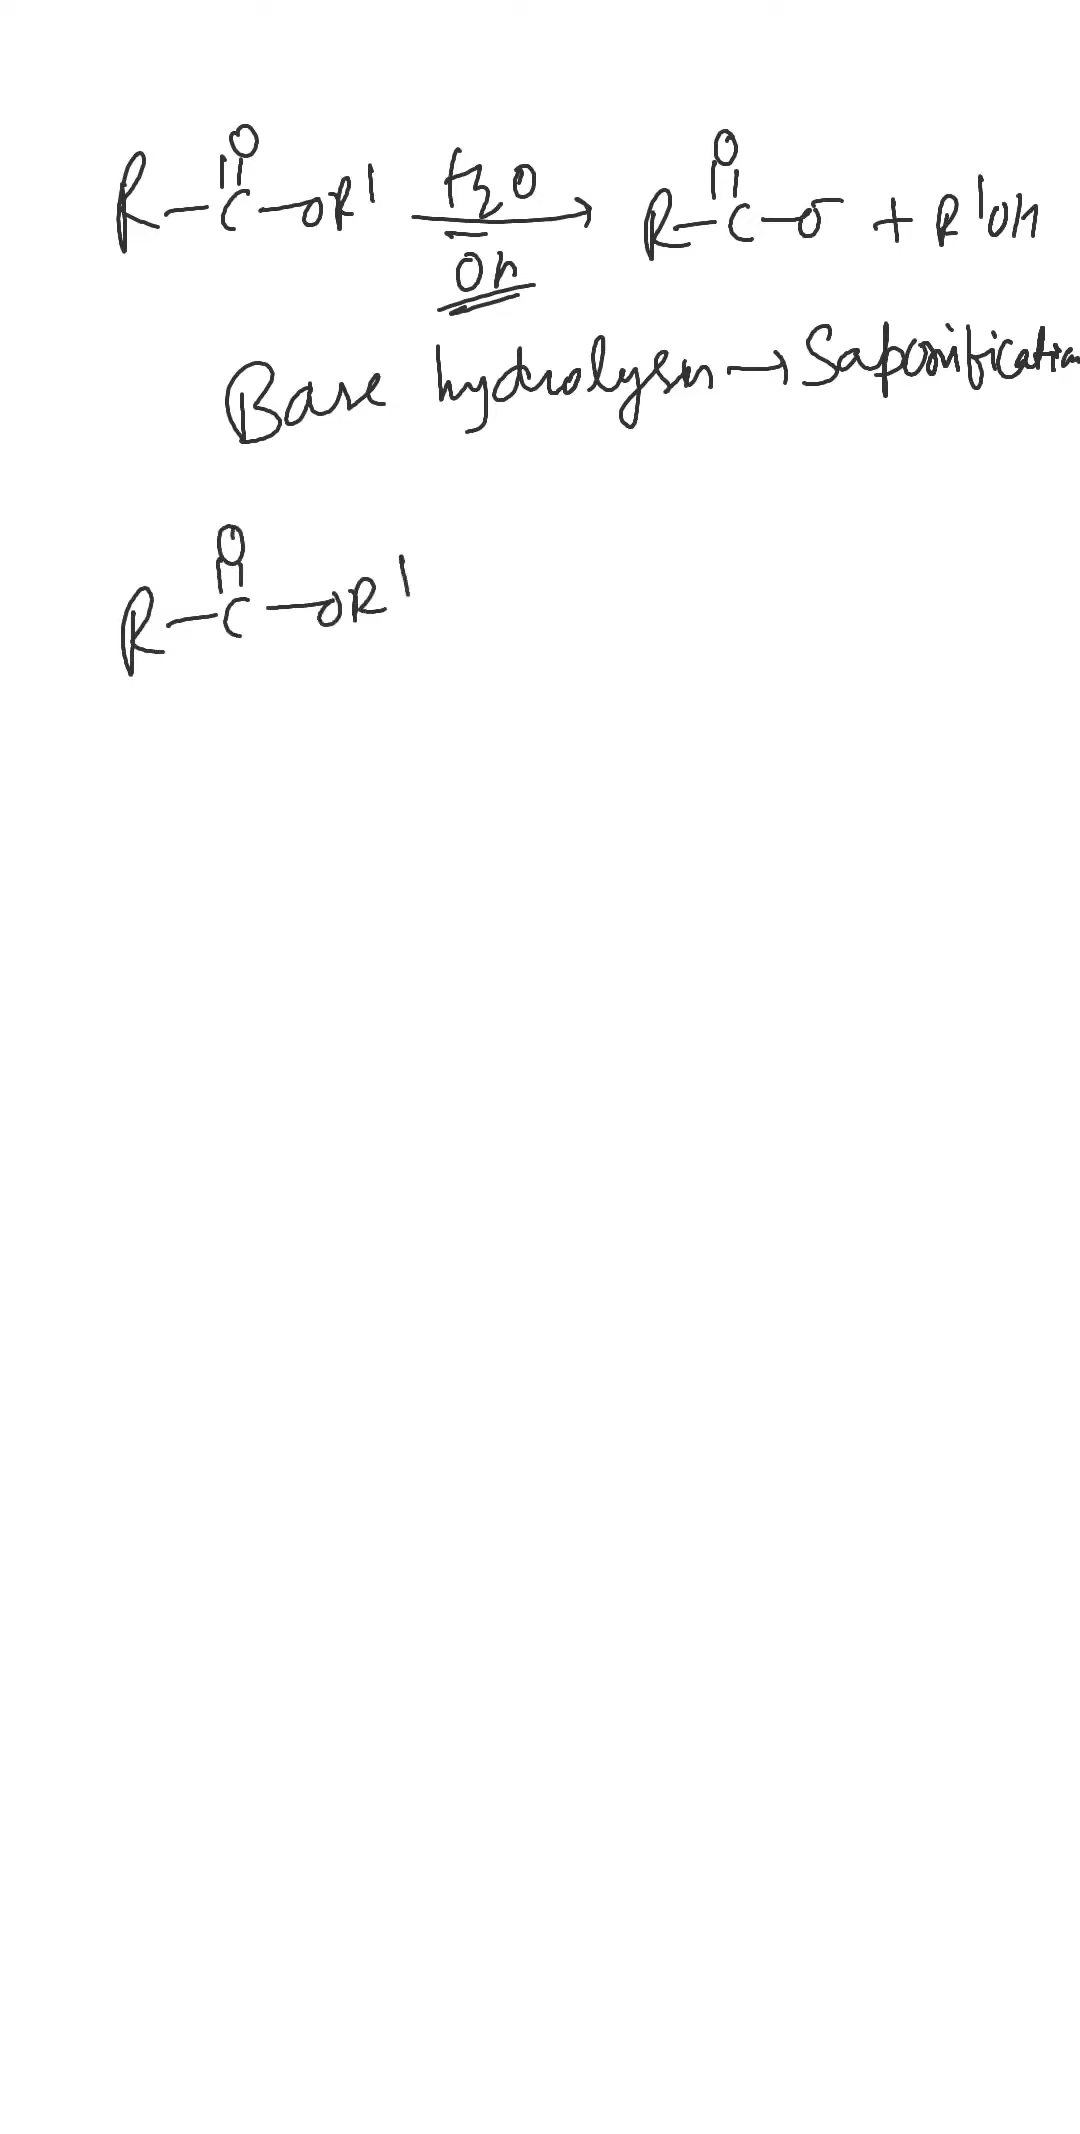 R-C(=O)-OR' H2O / OH⁻ → R-C(=O)-O⁻ + R'OH
Base hydrolysis → Saponification
R-C(=O)-OR'